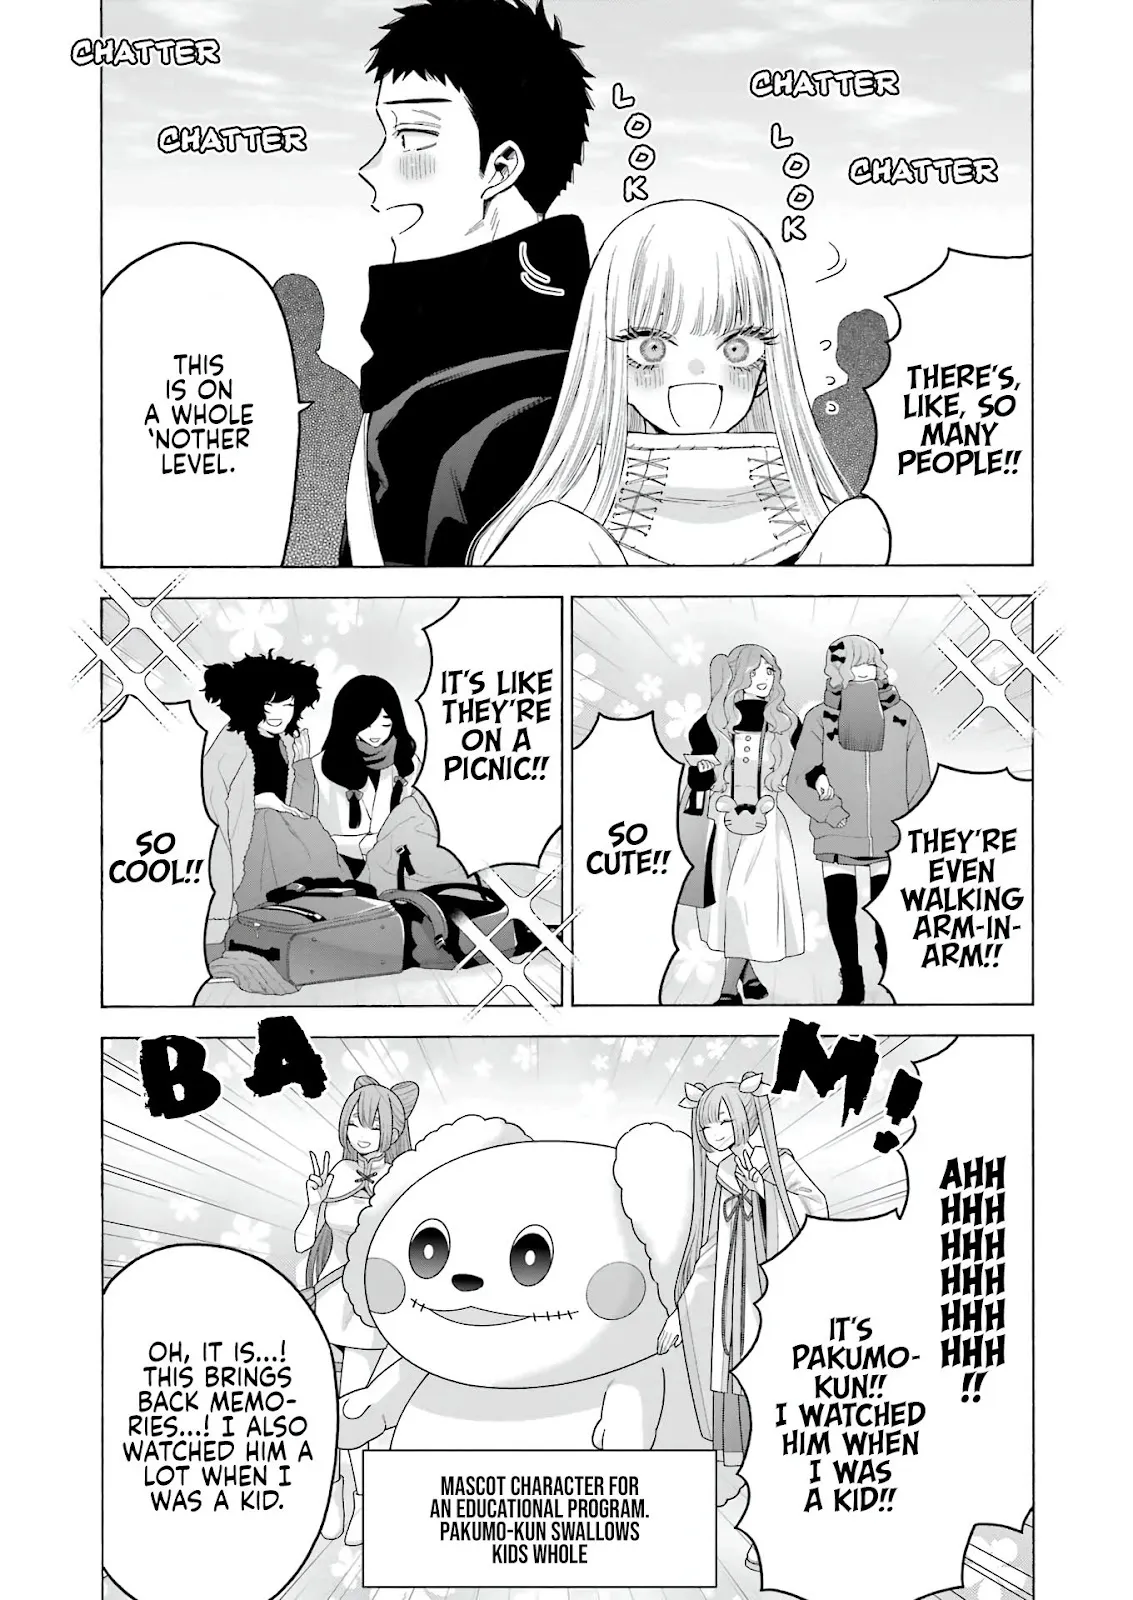 CHATTER
CHATTER
LOOK
LOOK
CHATTER
CHATTER
THERE'S,
LIKE, SO
MANY
PEOPLE!!
THIS
IS ON
A WHOLE
'NOTHER
LEVEL.
THEY'RE
EVEN
WALKING
ARM-IN-
ARM!!
SO
CUTE!!
IT'S LIKE
THEY'RE
ON A
PICNIC!!
SO
COOL!!
BAM!
AHH
HHH
HHH
HHH
HHH
HHH
!!
IT'S
PAKUMO-
KUN!!
I WATCHED
HIM WHEN
I WAS
A KID!!
OH, IT IS...!
THIS BRINGS
BACK MEMO-
RIES...! I ALSO
WATCHED HIM A
LOT WHEN I
WAS A KID.
MASCOT CHARACTER FOR
AN EDUCATIONAL PROGRAM.
PAKUMO-KUN SWALLOWS
KIDS WHOLE